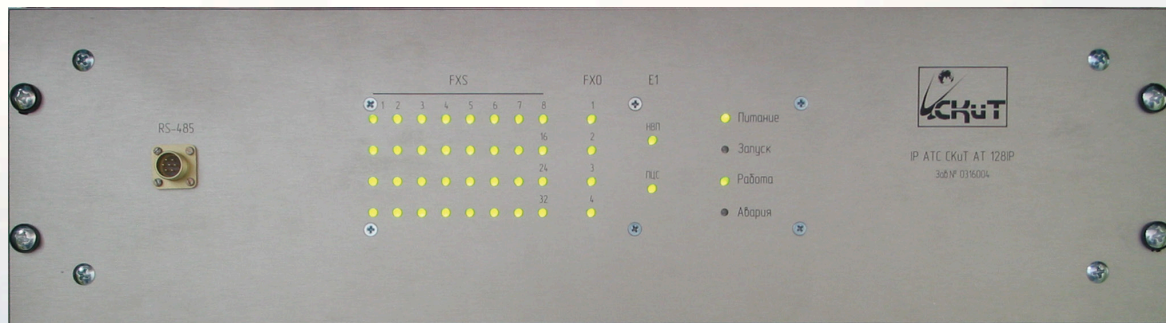 RS-485
FXS
1 2 3 4 5 6 7 8
16
24
32
FXO
1
2
3
4
E1
НВП
ПЦС
Питание
Запуск
Работа
Авария
СКиТ
IP АТС СКиТ АТ 128IP
Зав.№ 0316004